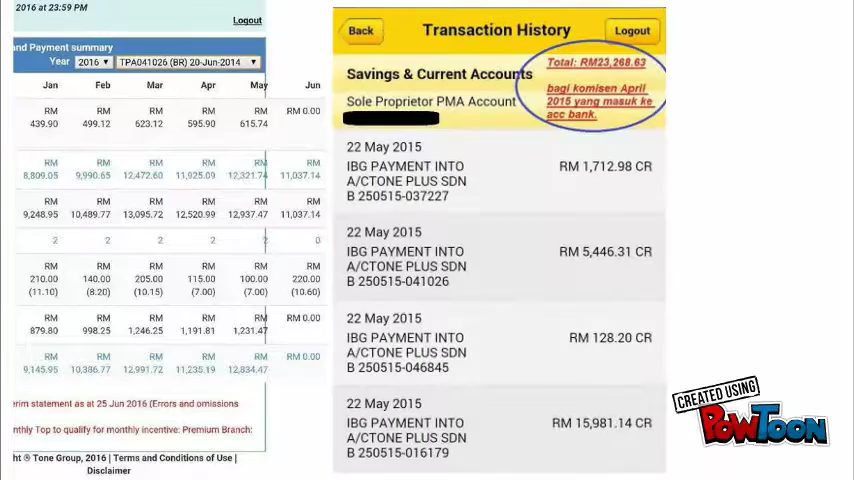 2016 at 23:59 PM
Logout
and Payment summary
Year 2016 TPA041026 (BR) 20-Jun-2014
Jan Feb Mar Apr May Jun
RM RM RM RM RM RM 0.00
439.90 499.12 623.12 595.90 615.74
RM RM RM RM RM RM
8,809.05 9,990.65 12,472.60 11,925.09 12,321.74 11,037.14
RM RM RM RM RM RM
9,248.95 10,489.77 13,095.72 12,520.99 12,937.47 11,037.14
2 2 2 2 2 0
RM RM RM RM RM RM
210.00 140.00 205.00 115.00 100.00 220.00
(11.10) (8.20) (10.15) (7.00) (7.00) (10.60)
RM RM RM RM RM RM 0.00
879.80 998.25 1,246.25 1,191.81 1,231.47
RM RM RM RM RM RM 0.00
9,145.95 10,386.77 12,991.72 11,235.19 12,834.47
erim statement as at 25 Jun 2016 (Errors and omissions
nthly Top to qualify for monthly incentive: Premium Branch:
ht ® Tone Group, 2016 | Terms and Conditions of Use |
Disclaimer
Back
Transaction History
Logout
Savings & Current Accounts
Sole Proprietor PMA Account
Total: RM23,268.63
bagi komisen April
2015 yang masuk ke
acc bank.
22 May 2015
IBG PAYMENT INTO RM 1,712.98 CR
A/CTONE PLUS SDN
B 250515-037227
22 May 2015
IBG PAYMENT INTO RM 5,446.31 CR
A/CTONE PLUS SDN
B 250515-041026
22 May 2015
IBG PAYMENT INTO RM 128.20 CR
A/CTONE PLUS SDN
B 250515-046845
22 May 2015
IBG PAYMENT INTO RM 15,981.14 CR
A/CTONE PLUS SDN
B 250515-016179
CREATED USING
POWTOON